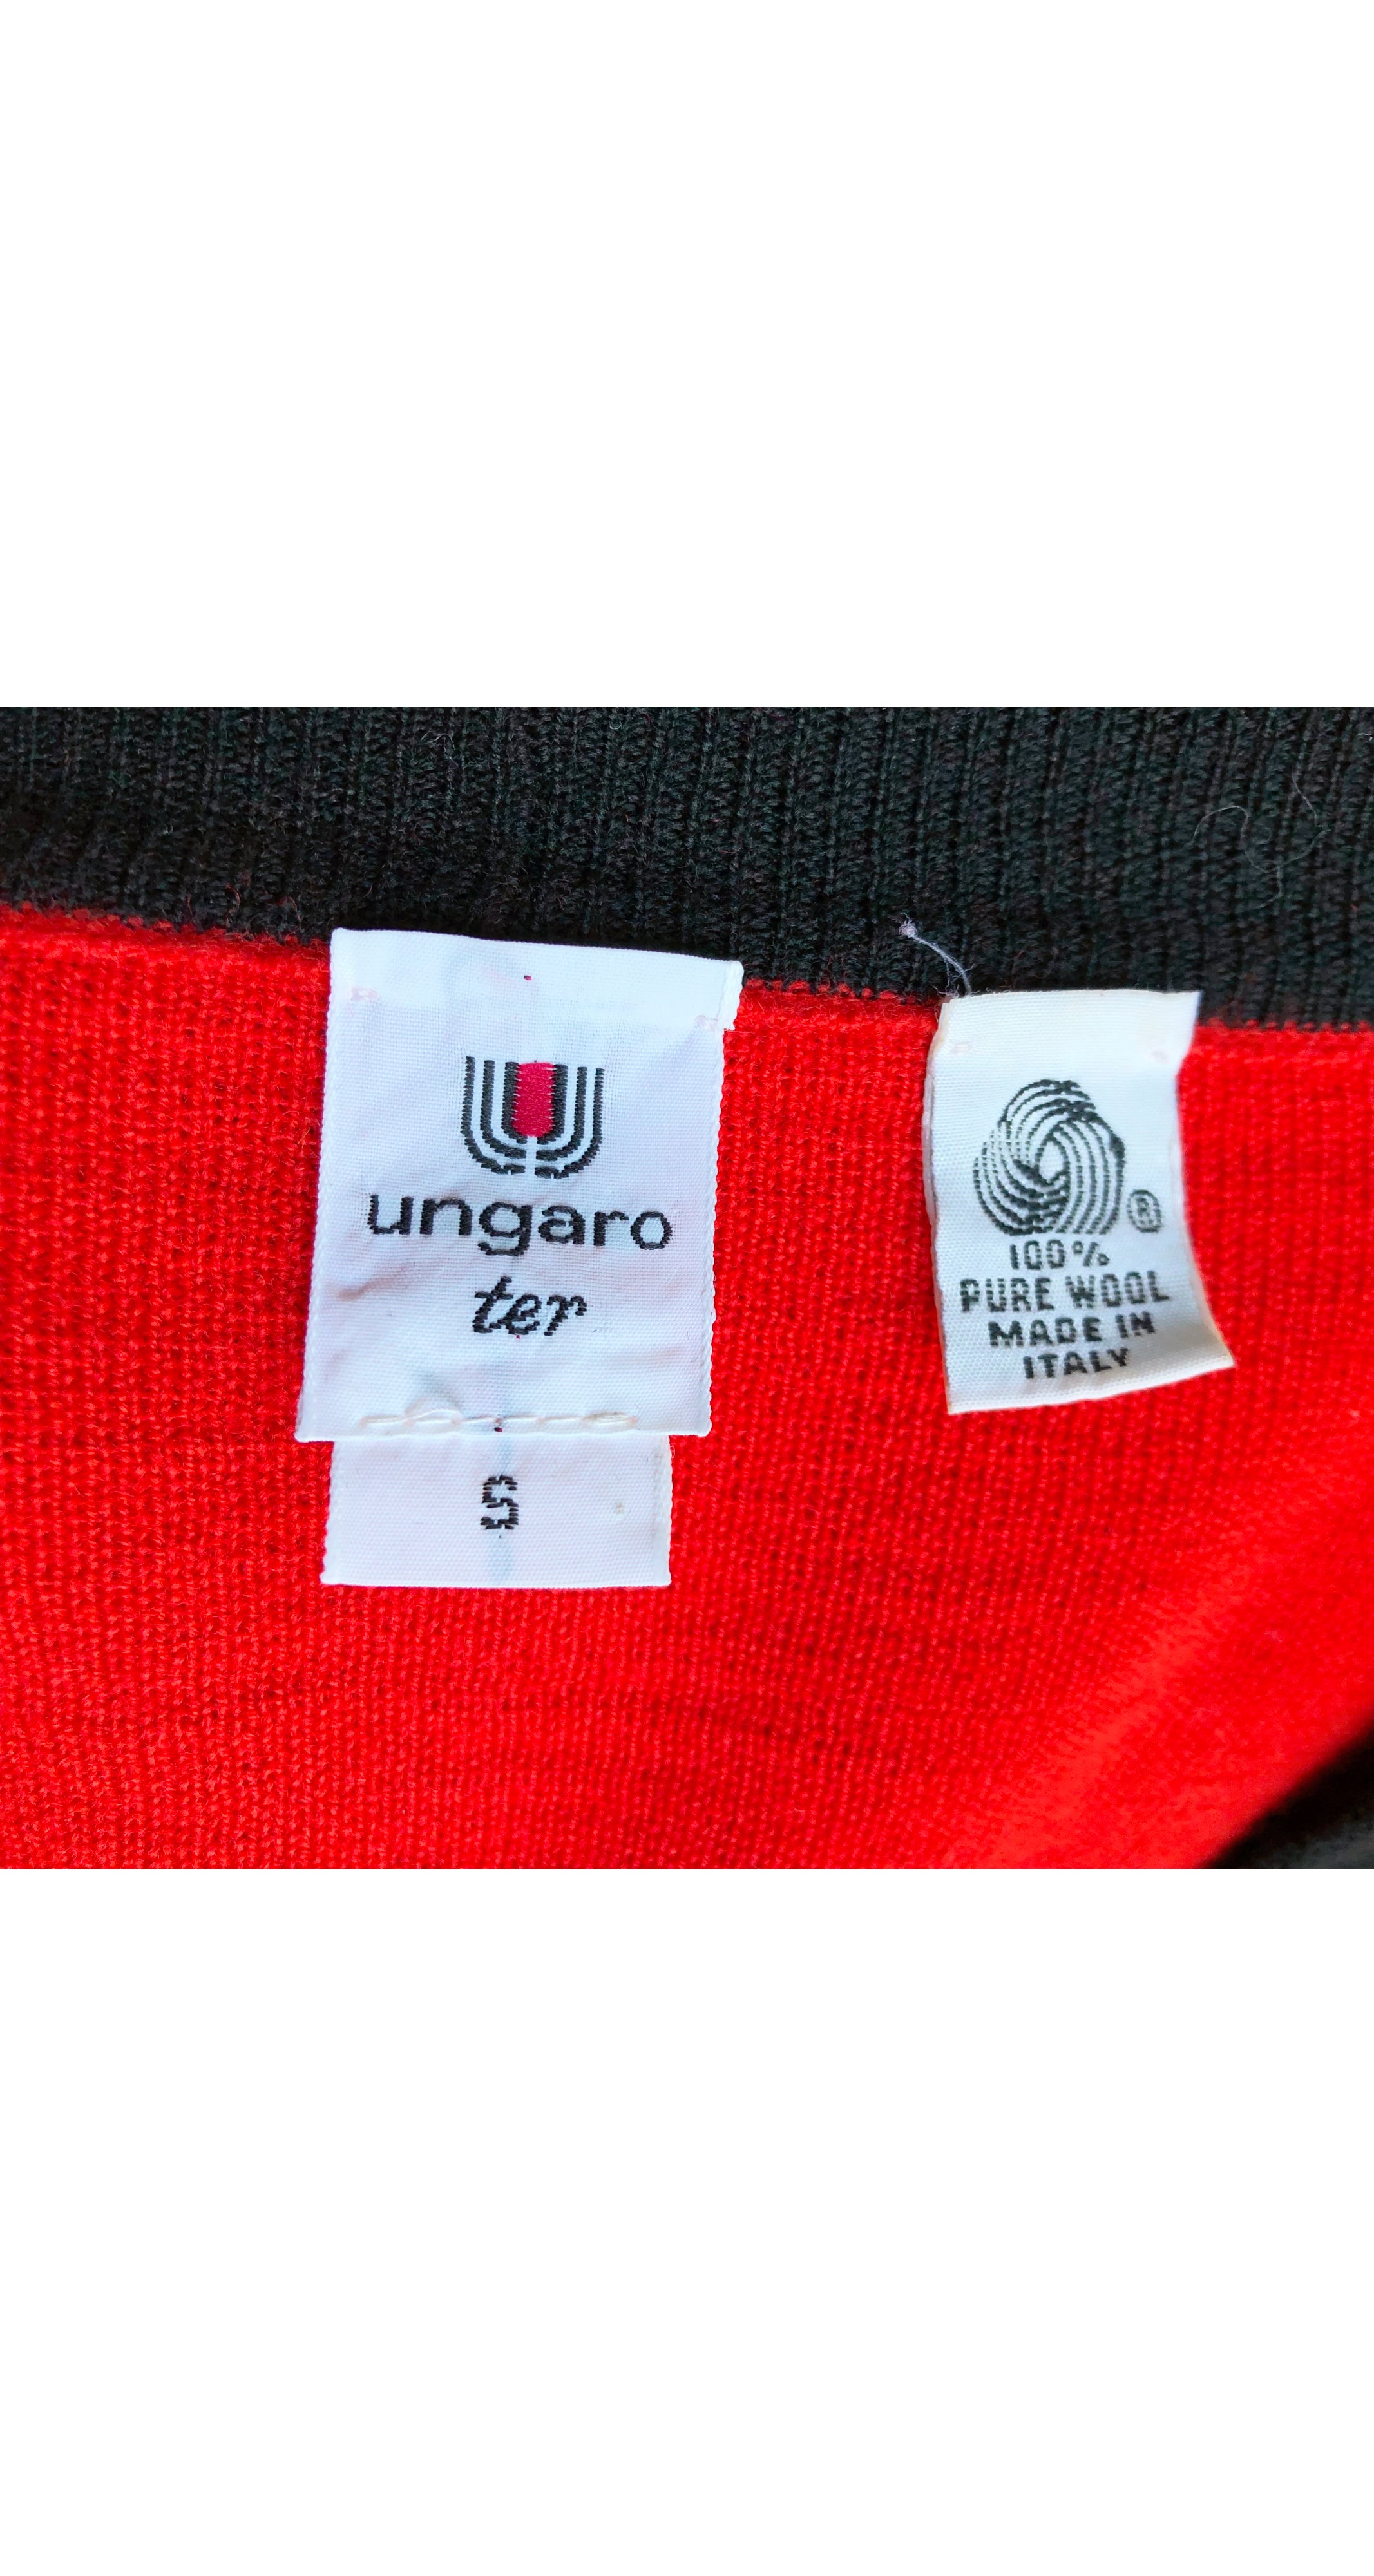 ungaro
ter
S
®
100%
PURE WOOL
MADE IN
ITALY